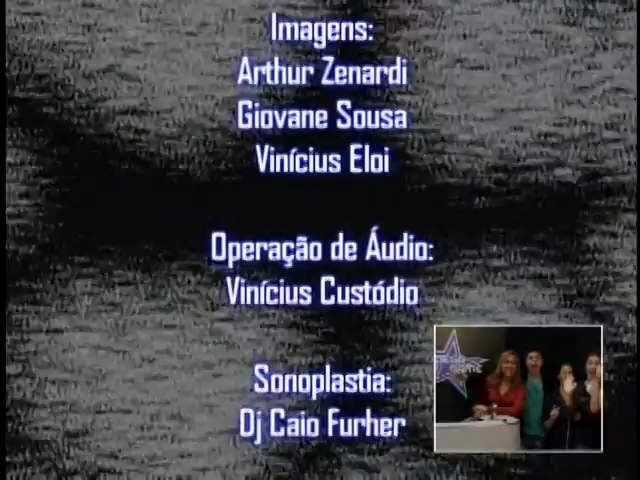 Imagens:
Arthur Zenardi
Giovane Sousa
Vinícius Eloi
Operação de Áudio:
Vinícius Custódio
Sonoplastia:
Dj Caio Furher